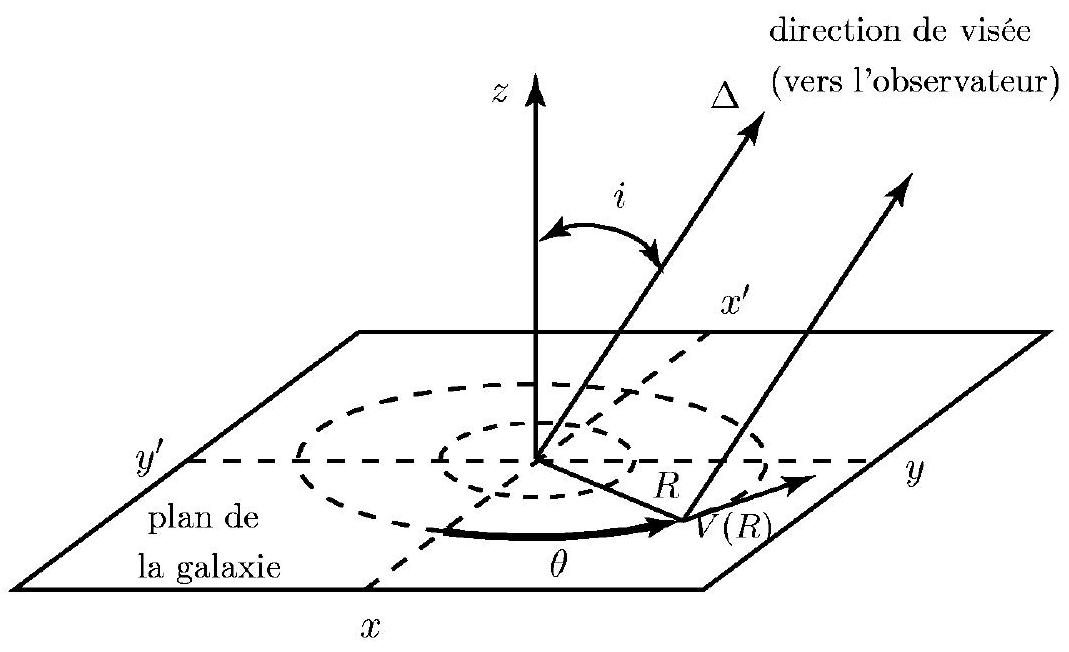 direction de visée
(vers l'observateur)
z
Δ
i
x′
y′
R
y
V(R)
plan de
la galaxie
θ
x